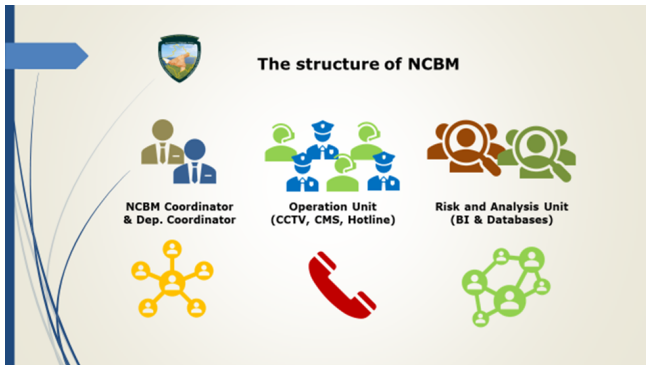 The structure of NCBM
NCBM Coordinator
& Dep. Coordinator
Operation Unit
(CCTV, CMS, Hotline)
Risk and Analysis Unit
(BI & Databases)